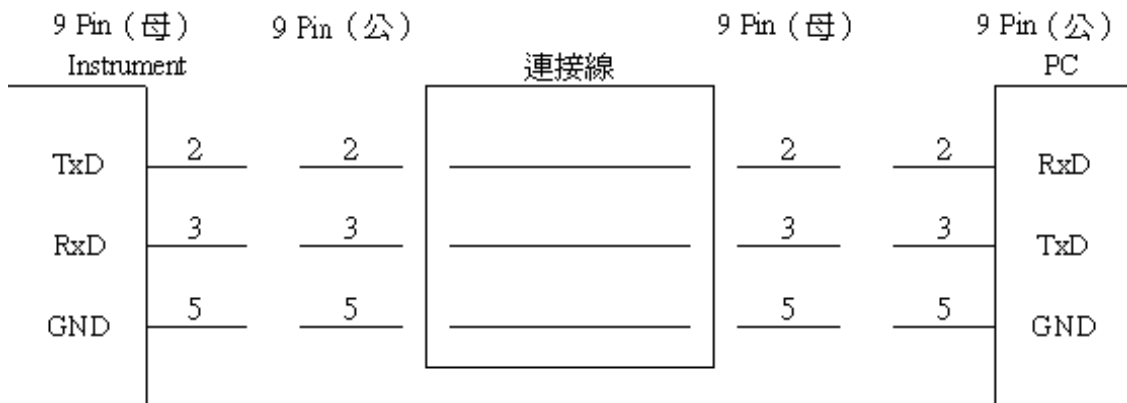 9 Pin (母) 9 Pin (公) 9 Pin (母) 9 Pin (公)
Instrument 連接線 PC
TxD 2 2 2 2 RxD
RxD 3 3 3 3 TxD
GND 5 5 5 5 GND